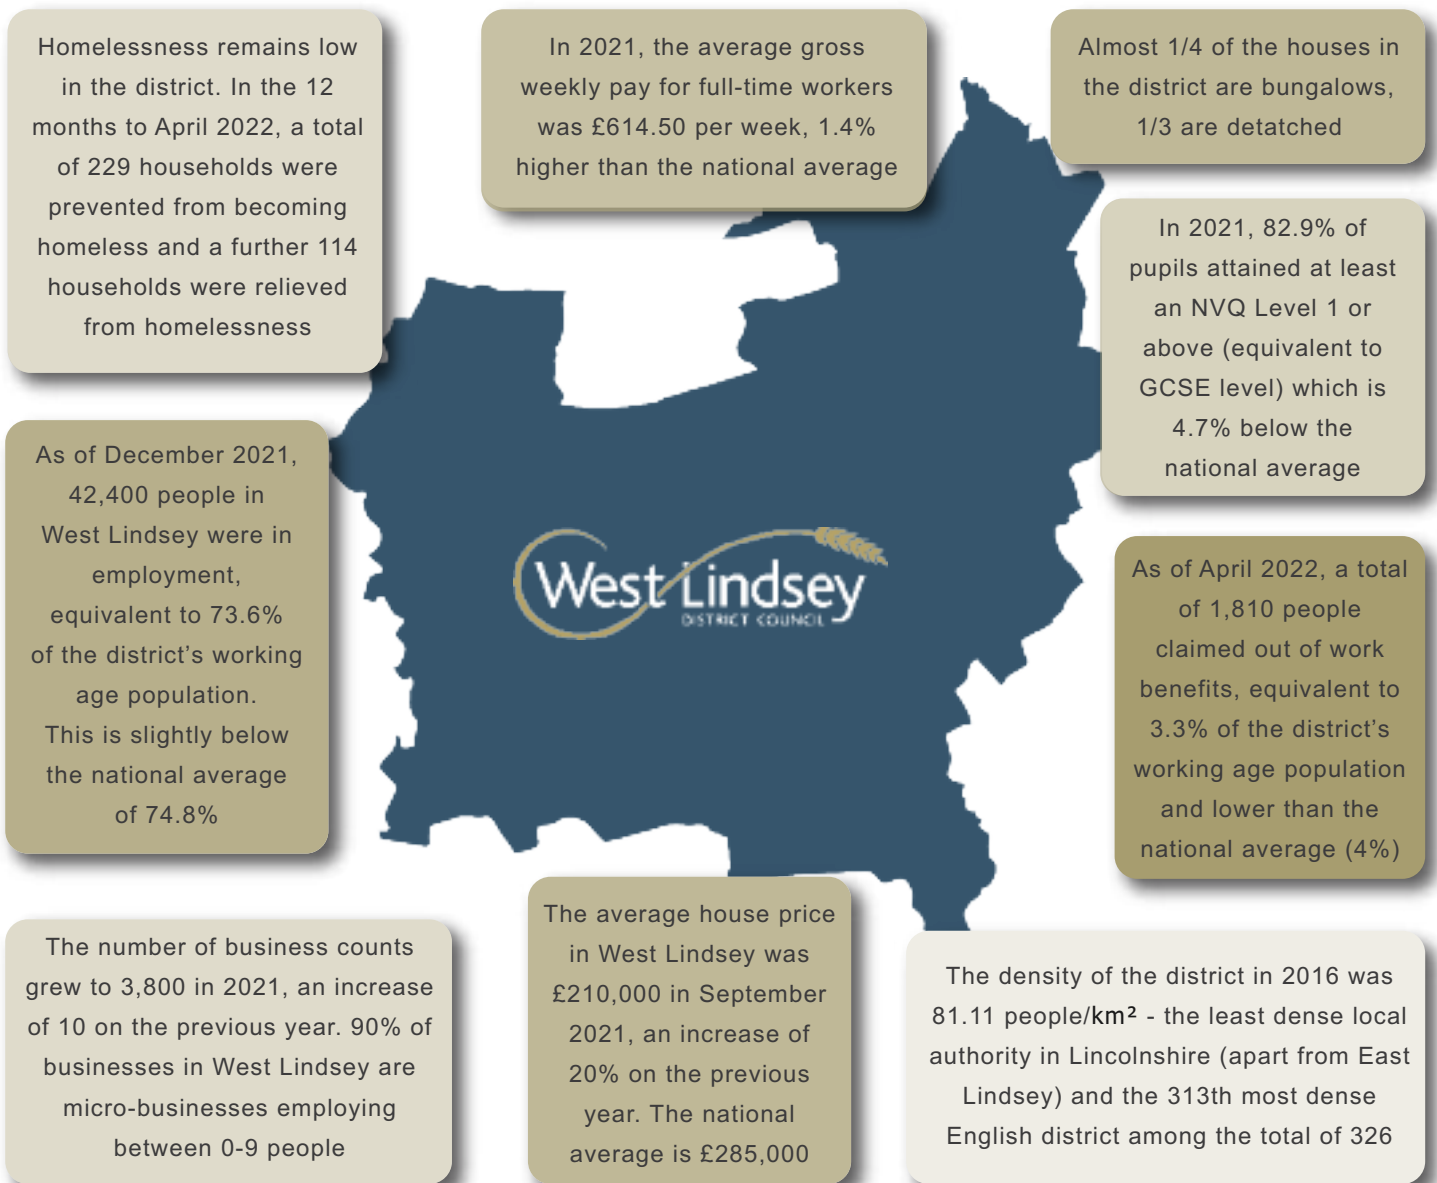 Homelessness remains low
in the district. In the 12
months to April 2022, a total
of 229 households were
prevented from becoming
homeless and a further 114
households were relieved
from homelessness
In 2021, the average gross
weekly pay for full-time workers
was £614.50 per week, 1.4%
higher than the national average
Almost 1/4 of the houses in
the district are bungalows,
1/3 are detatched
In 2021, 82.9% of
pupils attained at least
an NVQ Level 1 or
above (equivalent to
GCSE level) which is
4.7% below the
national average
As of December 2021,
42,400 people in
West Lindsey were in
employment,
equivalent to 73.6%
of the district’s working
age population.
This is slightly below
the national average
of 74.8%
West Lindsey
DISTRICT COUNCIL
As of April 2022, a total
of 1,810 people
claimed out of work
benefits, equivalent to
3.3% of the district’s
working age population
and lower than the
national average (4%)
The number of business counts
grew to 3,800 in 2021, an increase
of 10 on the previous year. 90% of
businesses in West Lindsey are
micro-businesses employing
between 0-9 people
The average house price
in West Lindsey was
£210,000 in September
2021, an increase of
20% on the previous
year. The national
average is £285,000
The density of the district in 2016 was
81.11 people/km² - the least dense local
authority in Lincolnshire (apart from East
Lindsey) and the 313th most dense
English district among the total of 326